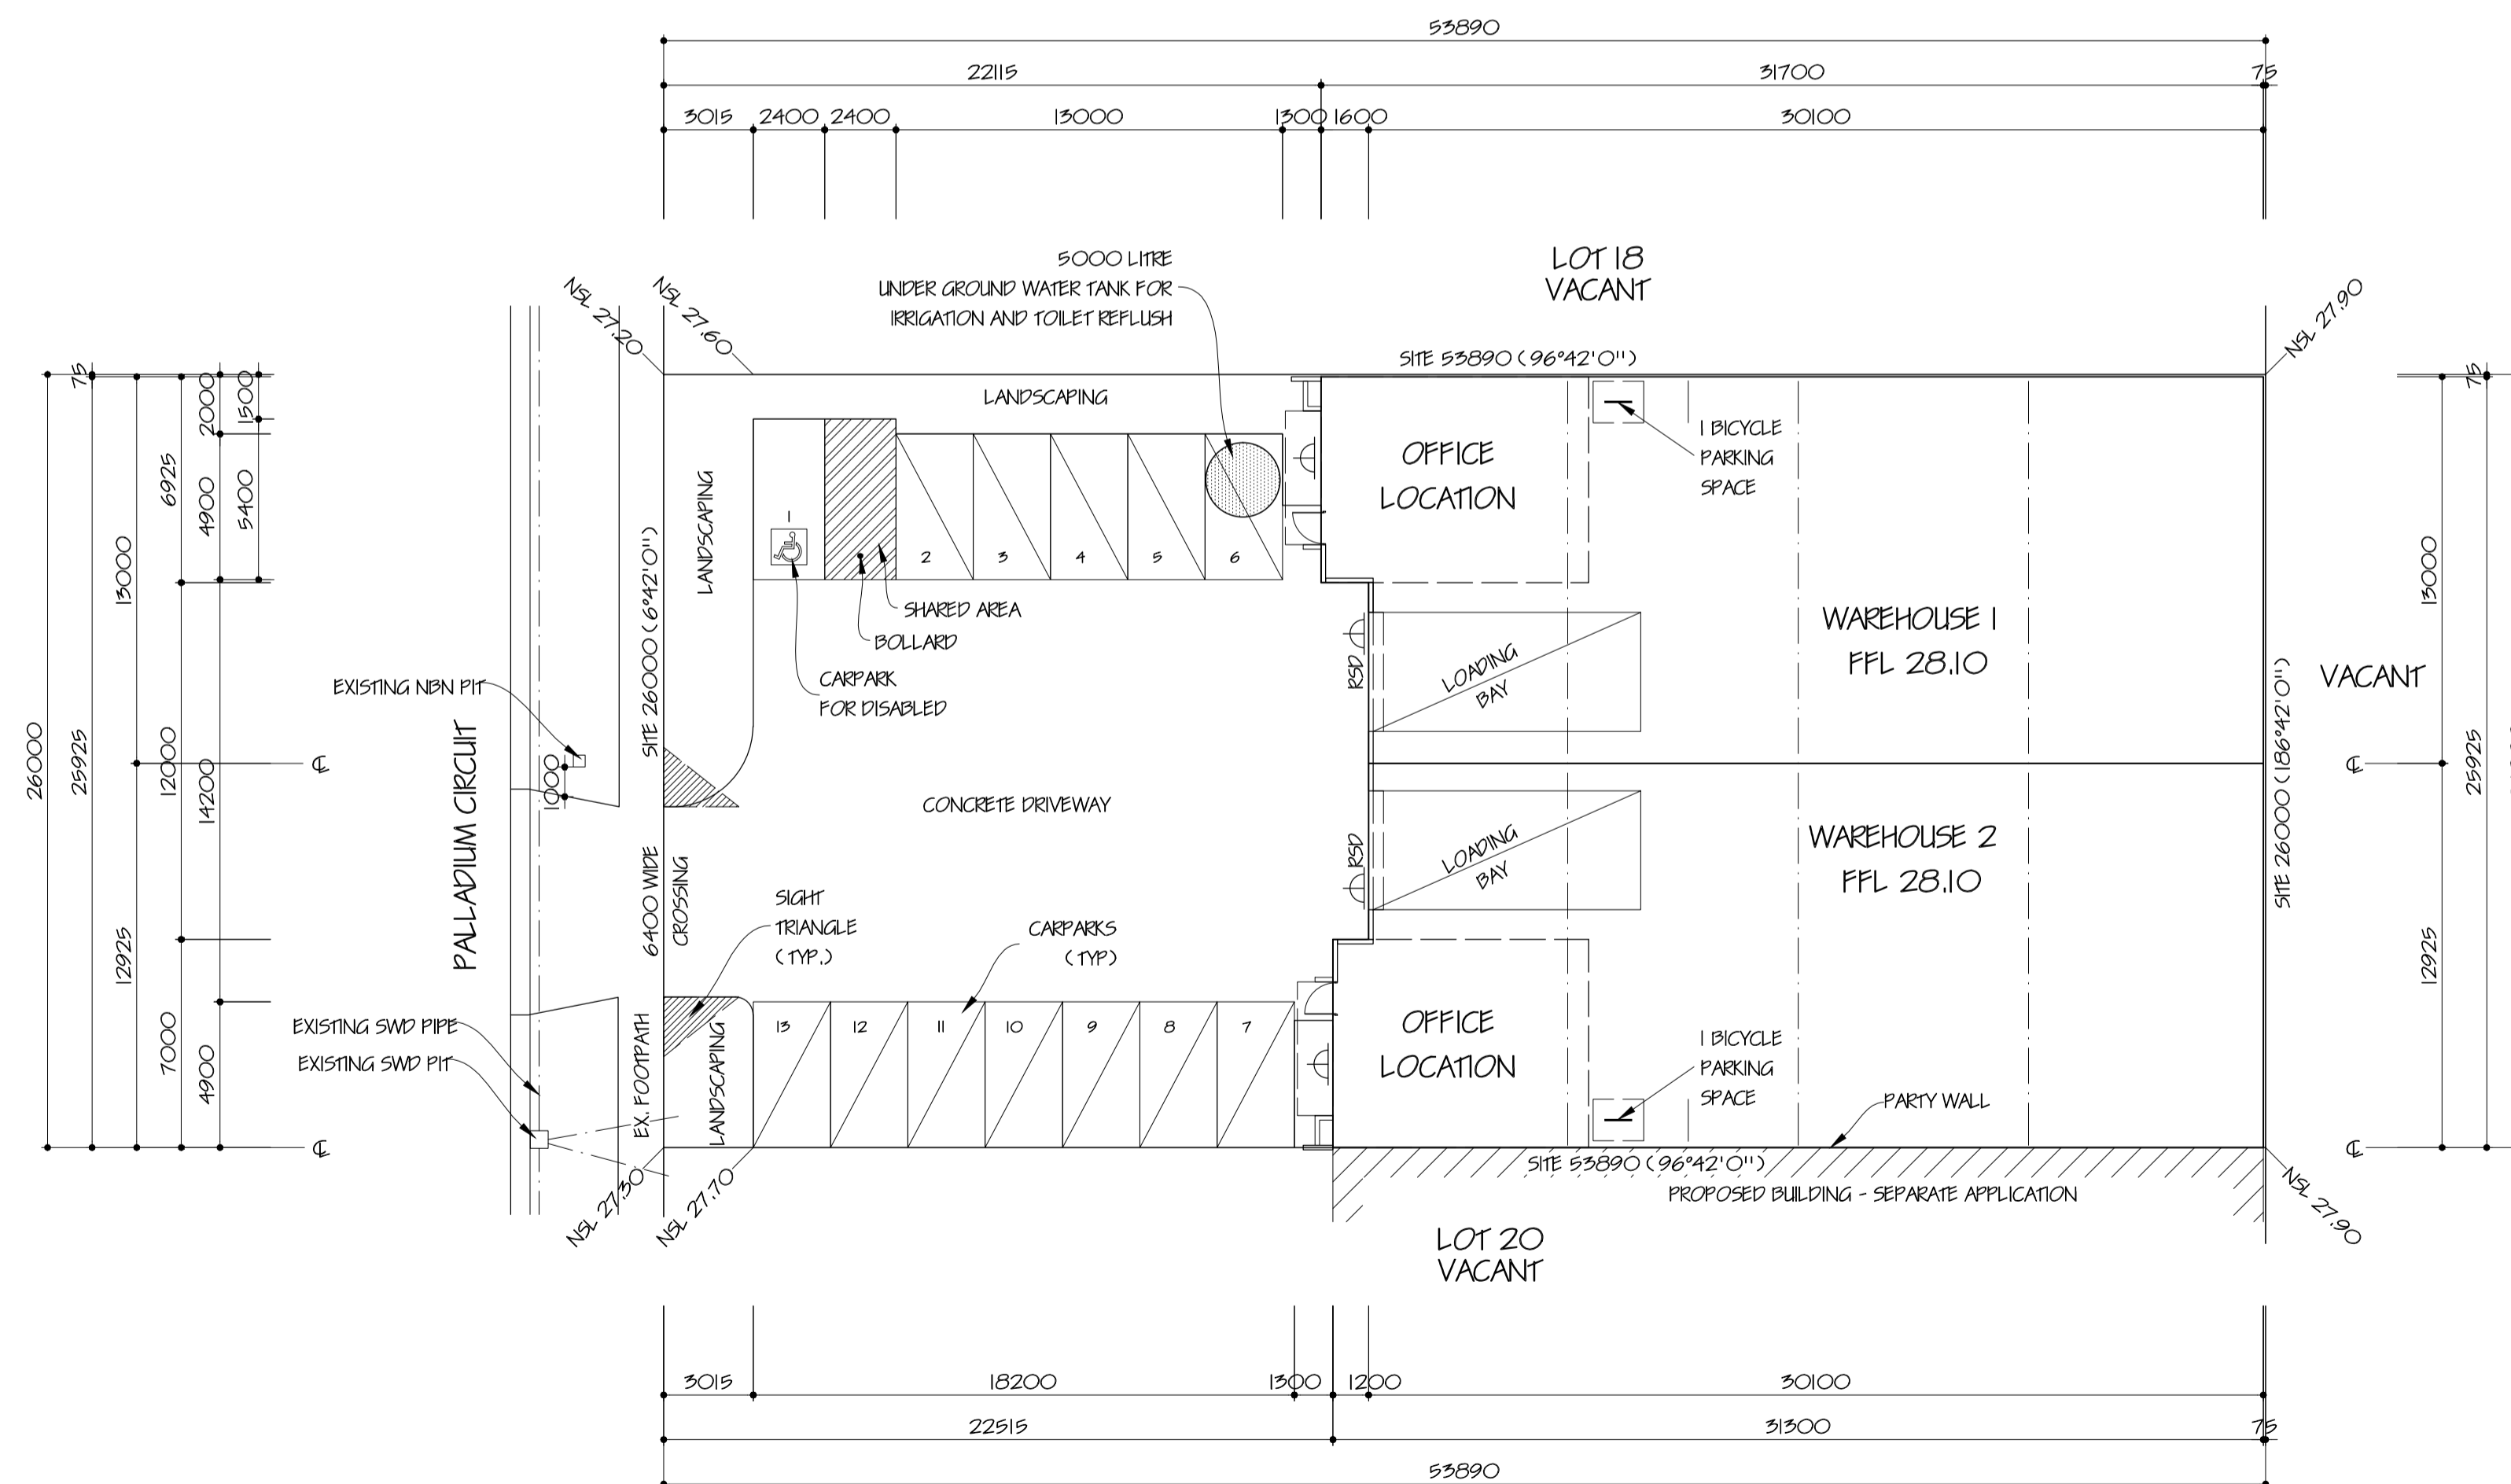 53890
22115
31700
75
3015
2400
2400
13000
1300
1600
30100
5000 LITRE
UNDER GROUND WATER TANK FOR
IRRIGATION AND TOILET REFLUSH
LOT 18
VACANT
NSL 27.20
NSL 27.60
NSL 27.90
SITE 53890 (96°42'0")
LANDSCAPING
75
2000
1500
6925
4900
5400
13000
26000
25925
12000
14200
12925
7000
4900
℄
℄
LANDSCAPING
1
2
3
4
5
6
SHARED AREA
BOLLARD
CARPARK
FOR DISABLED
OFFICE
LOCATION
1 BICYCLE
PARKING
SPACE
SITE 26000 (6°42'0")
EXISTING NBN PIT
1000
PALLADIUM CIRCUIT
CONCRETE DRIVEWAY
RSD
LOADING
BAY
WAREHOUSE 1
FFL 28.10
VACANT
SITE 26000 (186°42'0")
RSD
LOADING
BAY
WAREHOUSE 2
FFL 28.10
6400 WIDE
CROSSING
SIGHT
TRIANGLE
(TYP.)
CARPARKS
(TYP)
EXISTING SWD PIPE
EXISTING SWD PIT
EX. FOOTPATH
LANDSCAPING
13
12
11
10
9
8
7
OFFICE
LOCATION
1 BICYCLE
PARKING
SPACE
PARTY WALL
75
13000
25925
12925
℄
℄
SITE 53890 (96°42'0")
PROPOSED BUILDING - SEPARATE APPLICATION
NSL 27.30
NSL 27.70
NSL 27.90
LOT 20
VACANT
3015
18200
1300
1200
30100
22515
31300
75
53890